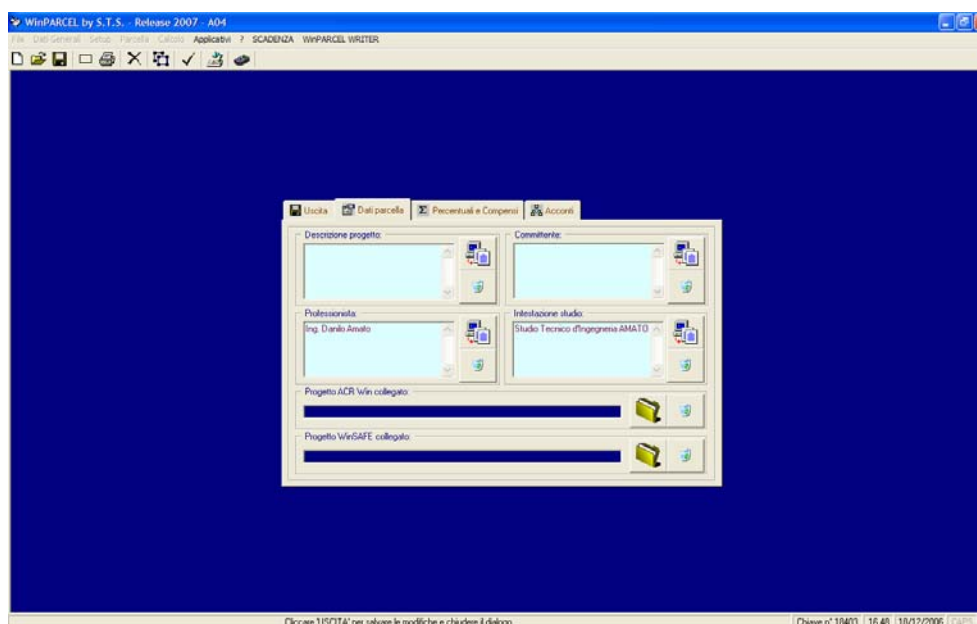 WinPARCEL by S.T.S. - Release 2007 - A04
File Dati Generali Setup Parcella Calcolo Applicativi ? SCADENZA WinPARCEL WRITER
Uscita Dati parcella Percentuali e Compensi Acconti
Descrizione progetto: Committente:
Professionista: Intestazione studio:
Ing. Danilo Amato Studio Tecnico d'Ingegneria AMATO
Progetto ACR Win collegato:
Progetto WinSAFE collegato:
Cliccare 'USCITA' per salvare le modifiche e chiudere il dialogo Chiave n° 18403 16.48 18/12/2006 CAPS